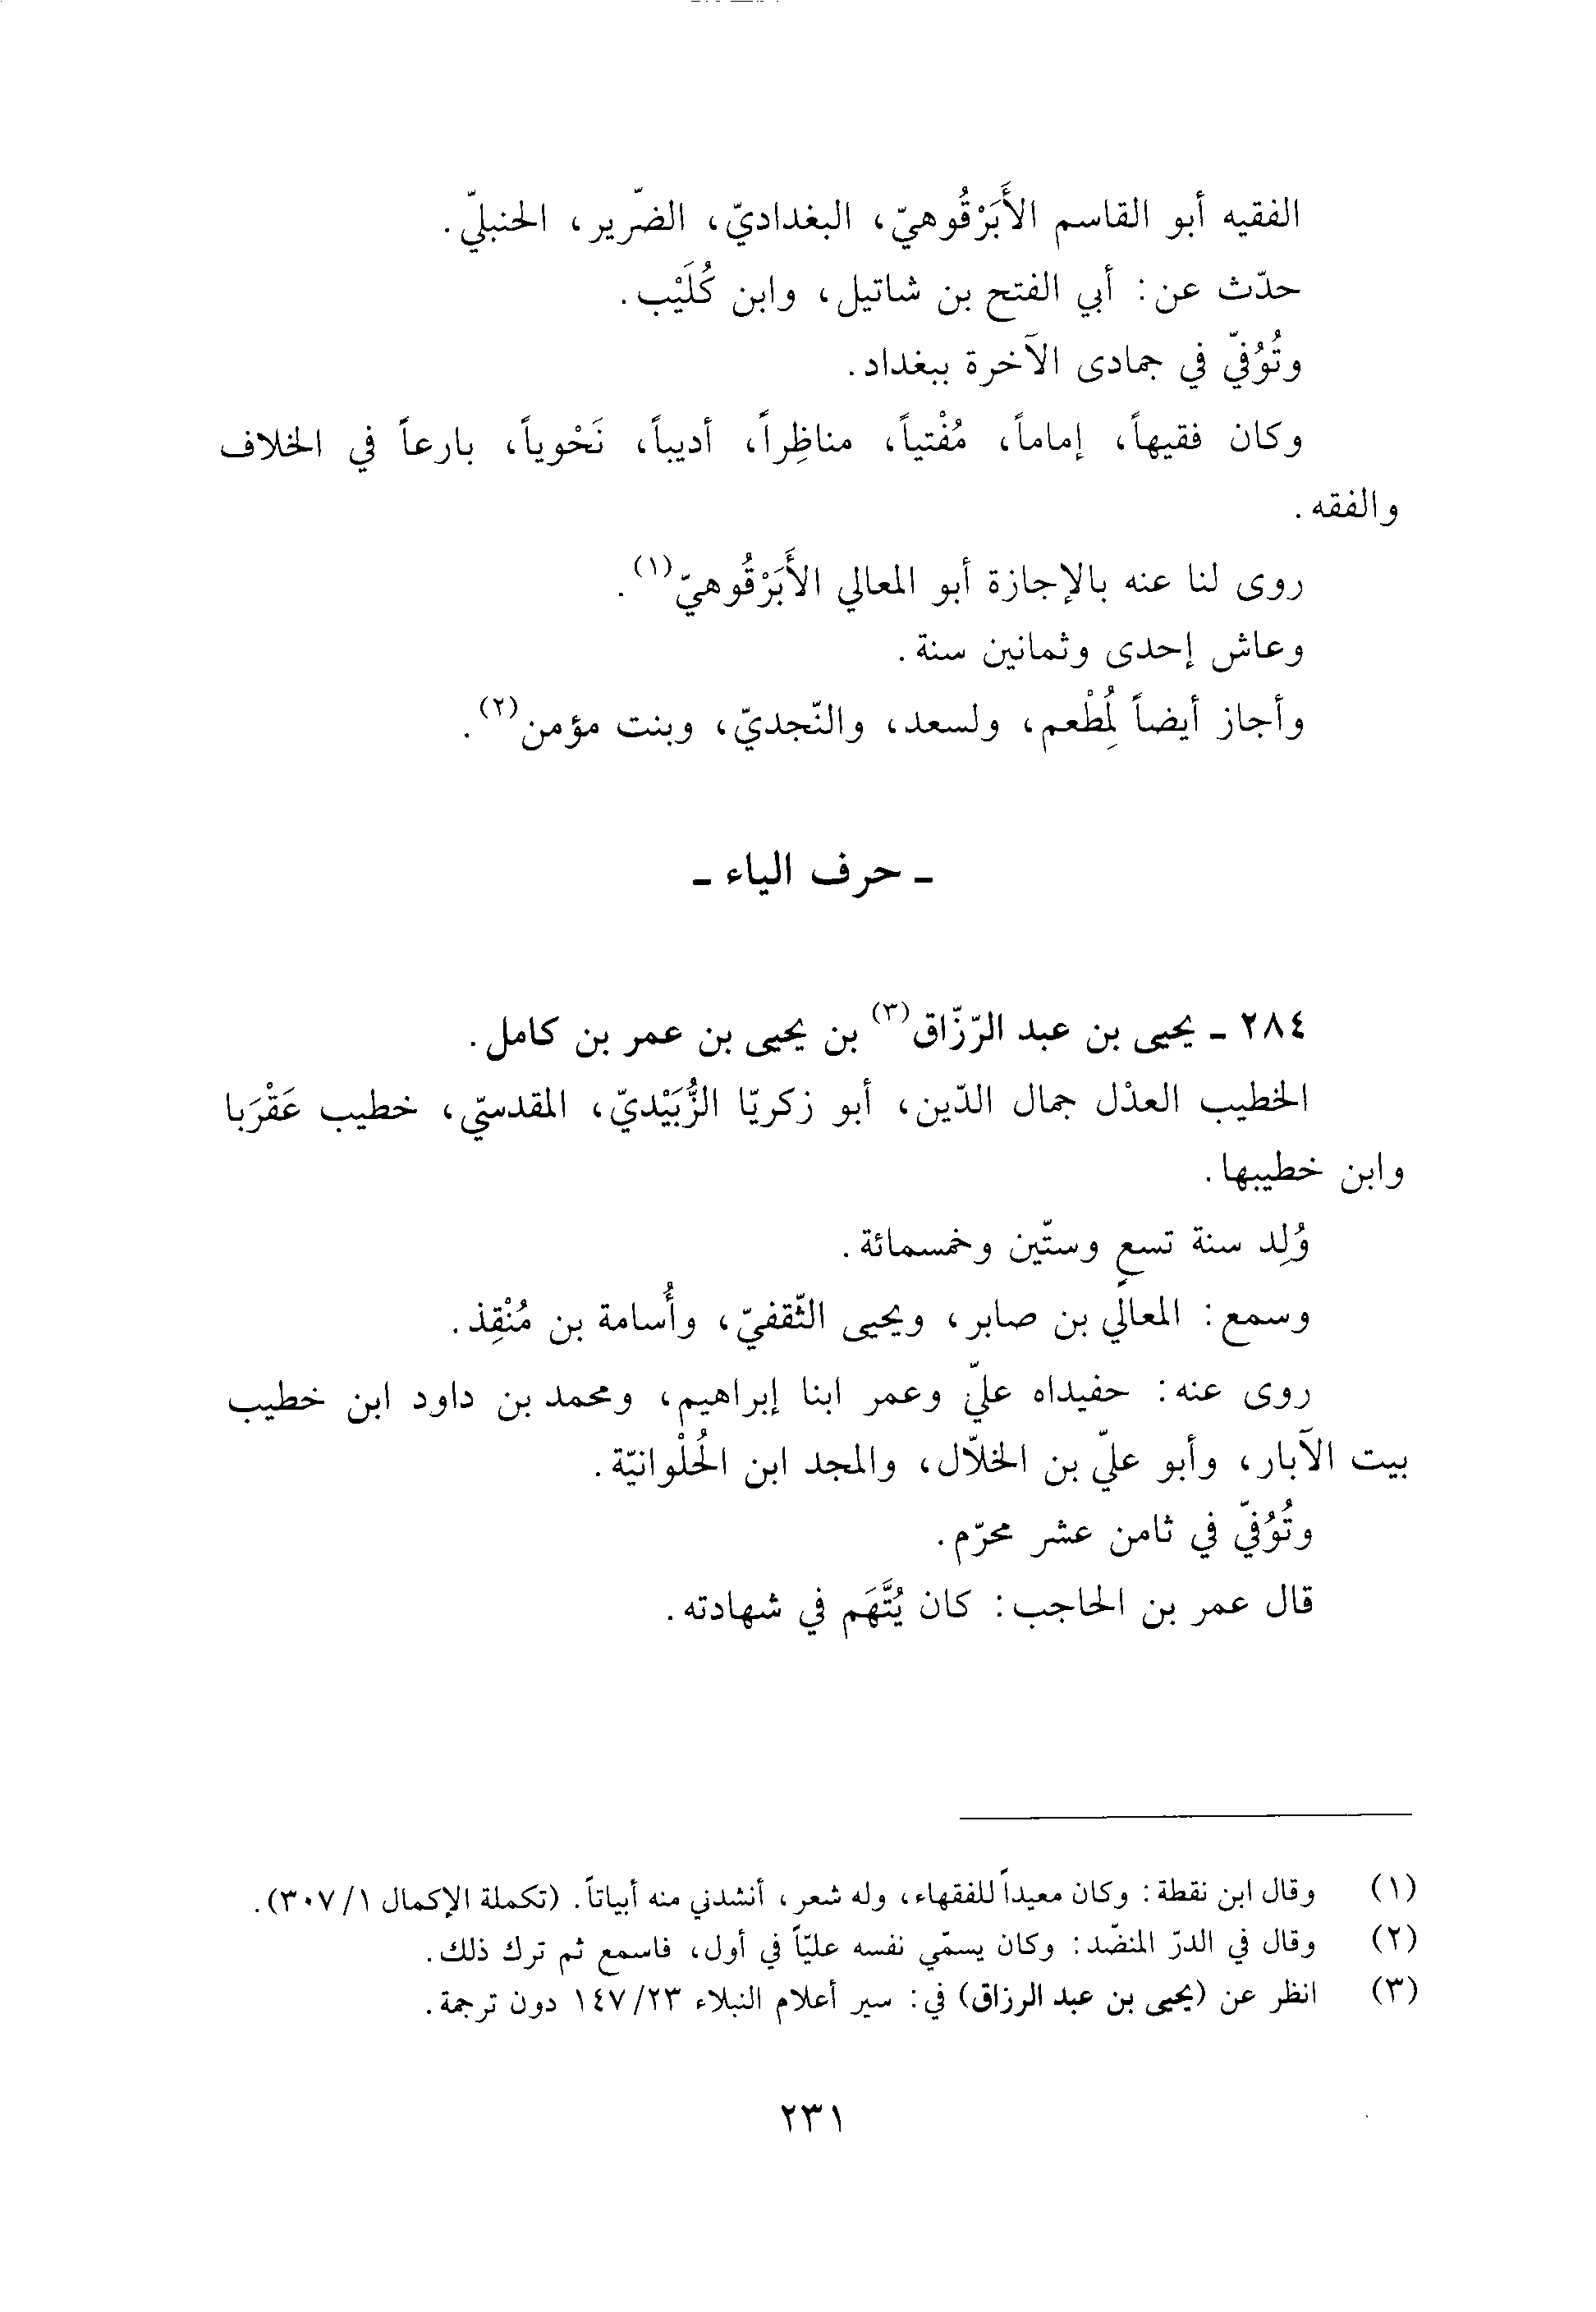 الفقيه أبو القاسم الأَبَرْقُوهيّ، البغداديّ، الضّرير، الحنبليّ.
حدّث عن: أبي الفتح بن شاتيل، وابن كُلَيْب.
وتُوُفيّ في جمادى الآخرة ببغداد.
وكان فقيهاً، إماماً، مُفْتياً، مناظِراً، أديباً، نَحْوياً، بارعاً في الخلاف
والفقه.
روى لنا عنه بالإجازة أبو المعالي الأَبَرْقُوهيّ(١).
وعاش إحدى وثمانين سنة.
وأجاز أيضاً لمُطْعم، ولسعد، والنّجديّ، وبنت مؤمن(٢).
ـ حرف الياء ـ
٢٨٤ ـ يحيى بن عبد الرّزّاق(٣) بن يحيى بن عمر بن كامل.
الخطيب العدْل جمال الدّين، أبو زكريّا الزُّبَيْديّ، المقدسيّ، خطيب عَقْرَبا
وابن خطيبها.
وُلِد سنة تسعٍ وستّين وخمسمائة.
وسمع: المعالي بن صابر، ويحيى الثّقفيّ، وأُسامة بن مُنْقِذ.
روى عنه: حفيداه عليّ وعمر ابنا إبراهيم، ومحمد بن داود ابن خطيب
بيت الآبار، وأبو عليّ بن الخلّال، والمجد ابن الحُلْوانيّة.
وتُوُفيّ في ثامن عشر محرّم.
قال عمر بن الحاجب: كان يُتَّهَم في شهادته.
(١) وقال ابن نقطة: وكان معيداً للفقهاء، وله شعر، أنشدني منه أبياتاً. (تكملة الإكمال ١/٣٠٧).
(٢) وقال في الدرّ المنضّد: وكان يسمّي نفسه عليّاً في أول، فاسمع ثم ترك ذلك.
(٣) انظر عن (يحيى بن عبد الرزاق) في: سير أعلام النبلاء ٢٣/١٤٧ دون ترجمة.
٢٣١